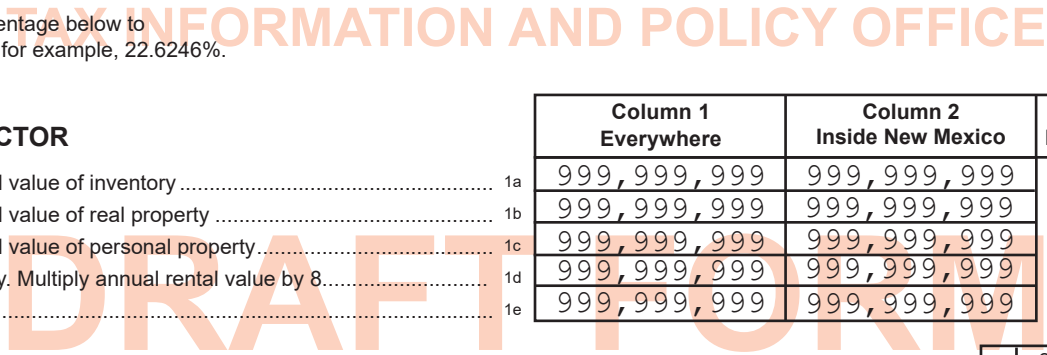 TAX INFORMATION AND POLICY OFFICE
entage below to
for example, 22.6246%.
Column 1 Column 2
CTOR Everywhere Inside New Mexico
value of inventory 1a 999,999,999 999,999,999
value of real property 1b 999,999,999 999,999,999
value of personal property 1c 999,999,999 999,999,999
y. Multiply annual rental value by 8 1d 999,999,999 999,999,999
1e 999,999,999 999,999,999
DRAFT FORM